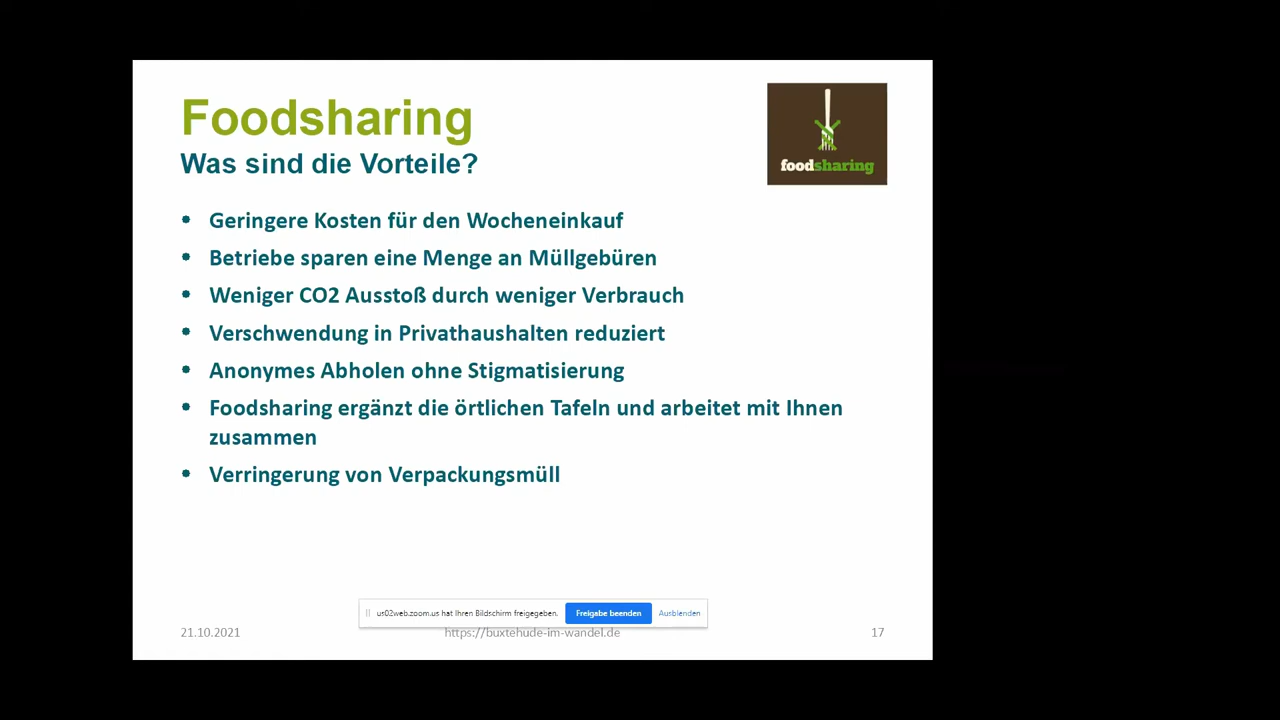 Foodsharing
Was sind die Vorteile?
foodsharing
• Geringere Kosten für den Wocheneinkauf
• Betriebe sparen eine Menge an Müllgebüren
• Weniger CO2 Ausstoß durch weniger Verbrauch
• Verschwendung in Privathaushalten reduziert
• Anonymes Abholen ohne Stigmatisierung
• Foodsharing ergänzt die örtlichen Tafeln und arbeitet mit Ihnen
zusammen
• Verringerung von Verpackungsmüll
us02web.zoom.us hat Ihren Bildschirm freigegeben. Freigabe beenden Ausblenden
21.10.2021 https://buxtehude-im-wandel.de 17